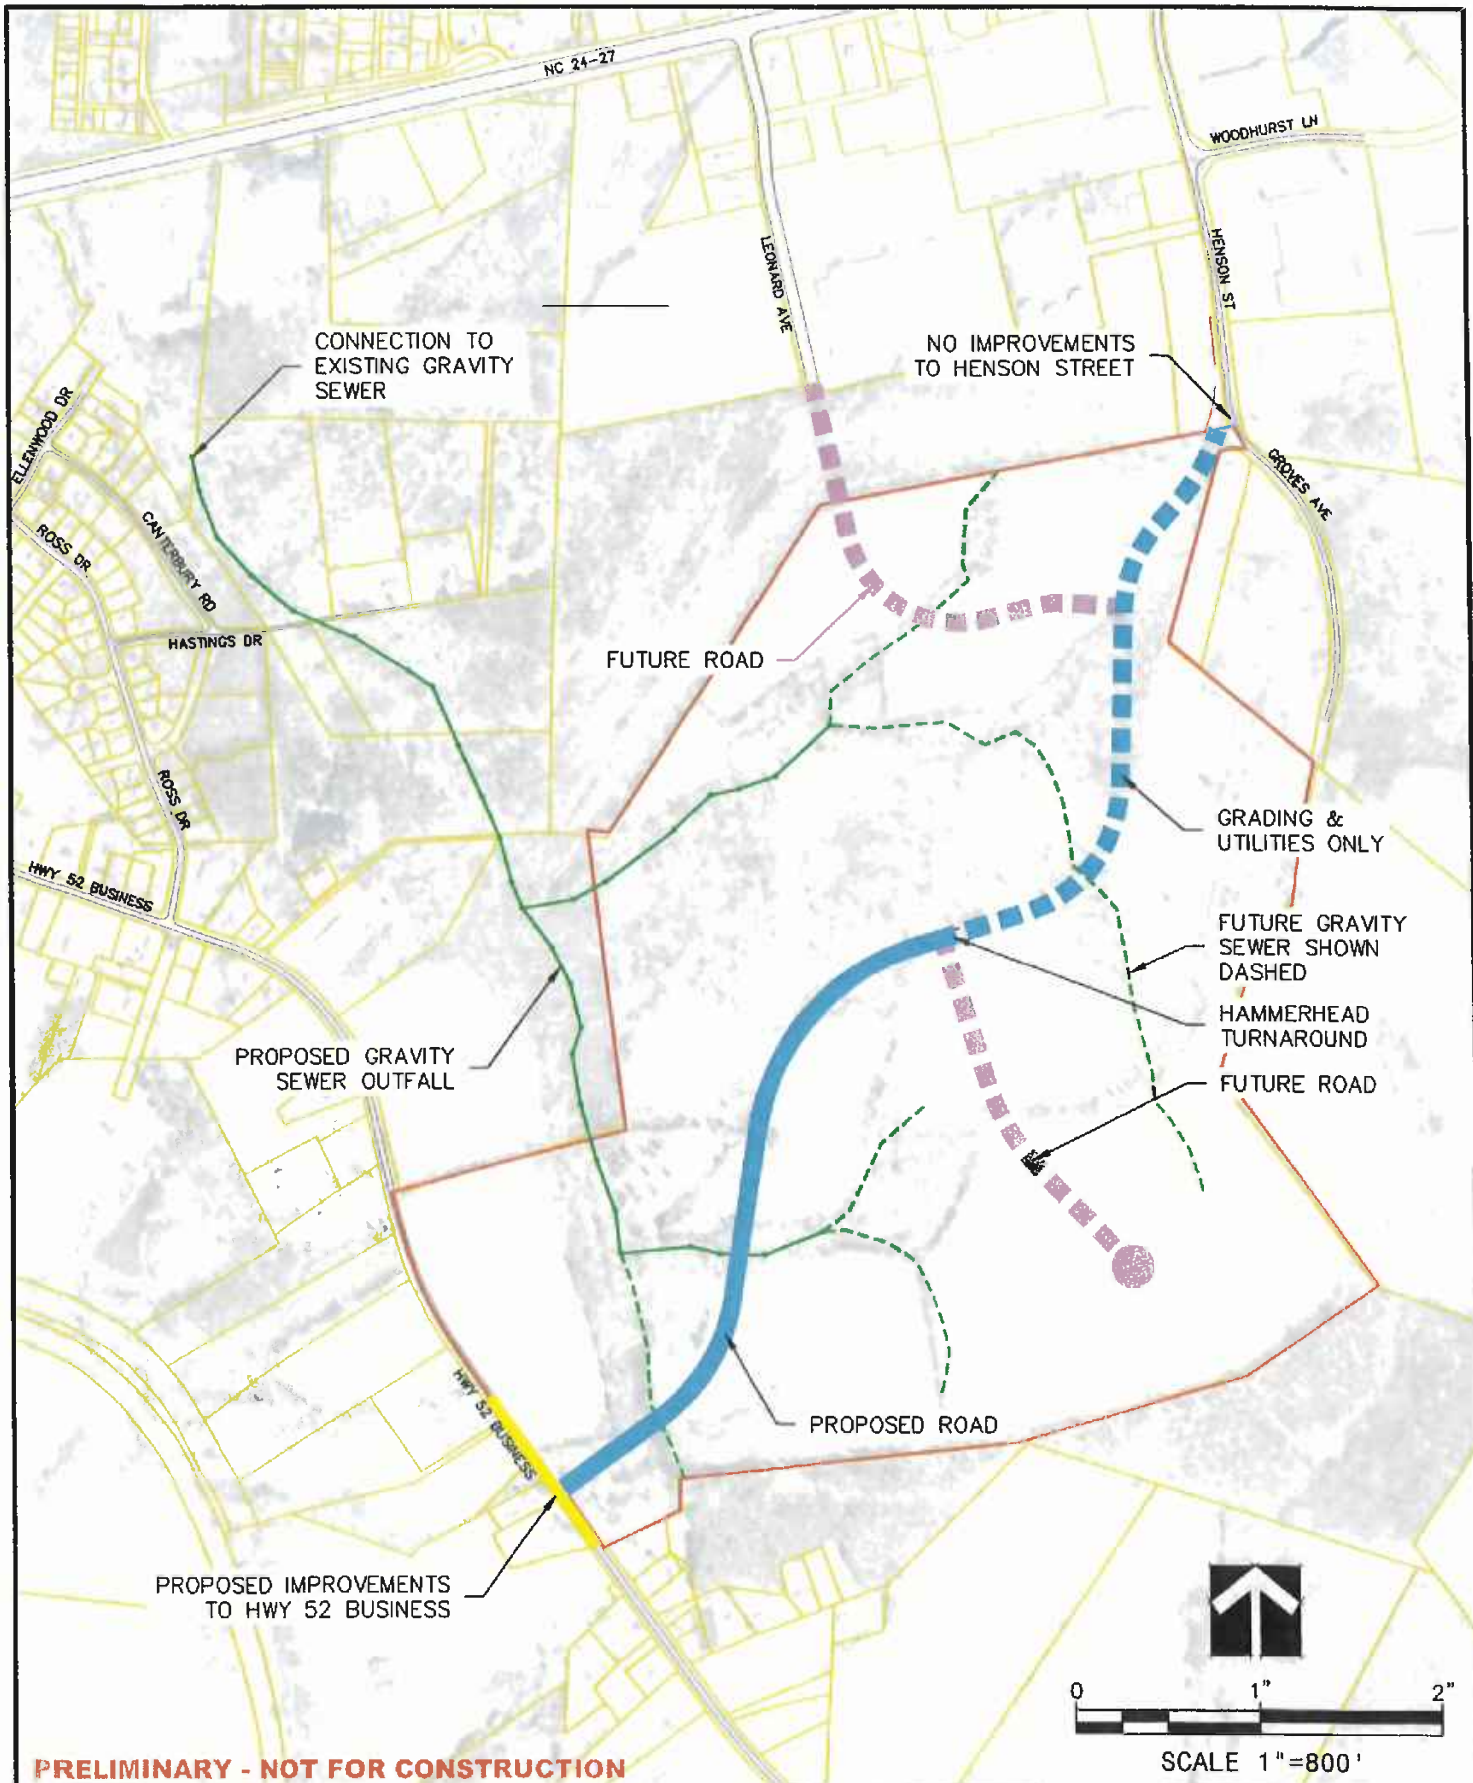 NC 24-27
WOODHURST LN
LEONARD AVE
HENSON ST
CONNECTION TO
EXISTING GRAVITY
SEWER
NO IMPROVEMENTS
TO HENSON STREET
ELLENWOOD DR
CANTERBURY RD
ROSS DR
GROVES AVE
HASTINGS DR
FUTURE ROAD
ROSS DR
GRADING &
UTILITIES ONLY
HWY 52 BUSINESS
FUTURE GRAVITY
SEWER SHOWN
DASHED
HAMMERHEAD
TURNAROUND
PROPOSED GRAVITY
SEWER OUTFALL
FUTURE ROAD
HWY 52 BUSINESS
PROPOSED ROAD
PROPOSED IMPROVEMENTS
TO HWY 52 BUSINESS
0 1" 2"
SCALE 1"=800'
PRELIMINARY - NOT FOR CONSTRUCTION